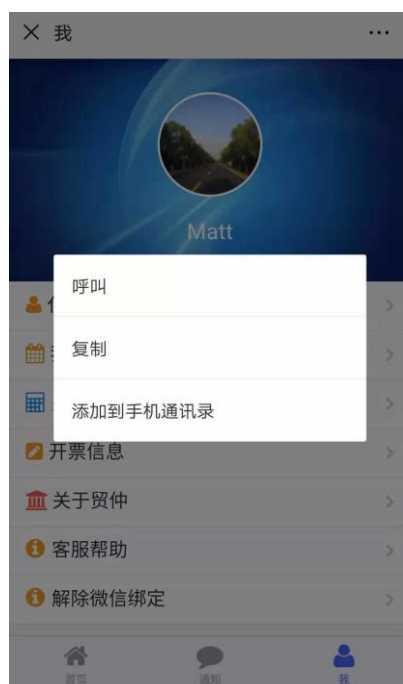 我
Matt
呼叫
复制
添加到手机通讯录
开票信息
关于贸仲
客服帮助
解除微信绑定
首页
通知
我